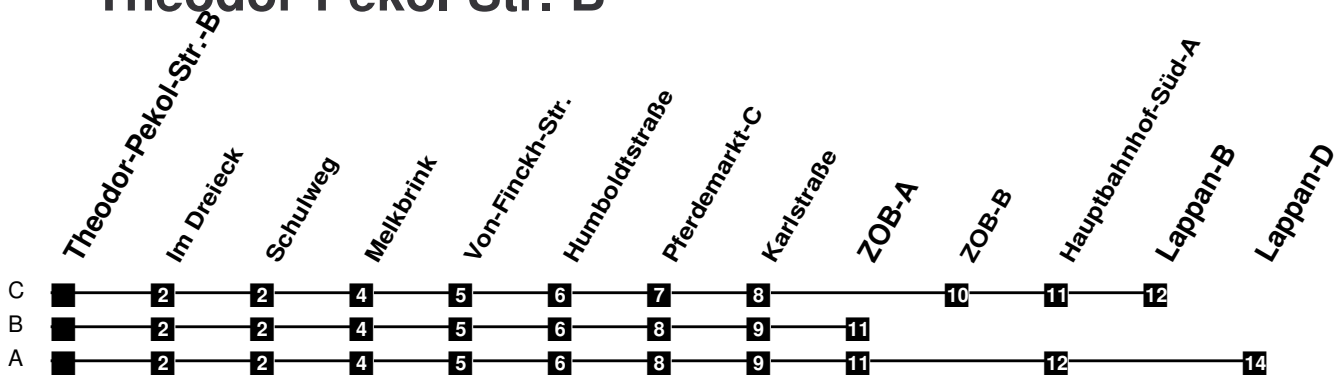 Theodor-Pekol-Str.-B
Theodor-Pekol-Str.-B
Im Dreieck
Schulweg
Melkbrink
Von-Finckh-Str.
Humboldtstraße
Pferdemarkt-C
Karlstraße
ZOB-A
ZOB-B
Hauptbahnhof-Süd-A
Lappan-B
Lappan-D
C 2 2 4 5 6 7 8 10 11 12
B 2 2 4 5 6 8 9 11
A 2 2 4 5 6 8 9 11 12 14